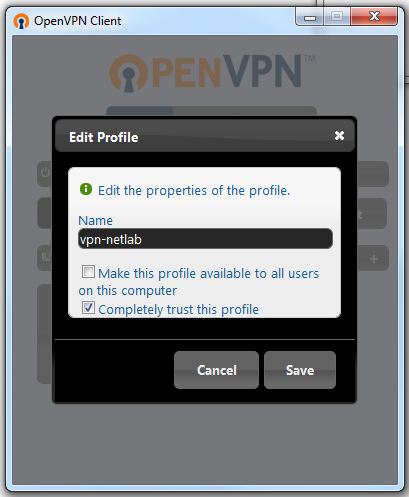 OpenVPN Client
OPENVPN™
Edit Profile
Edit the properties of the profile.
Name
vpn-netlab
Make this profile available to all users
on this computer
Completely trust this profile
Cancel
Save